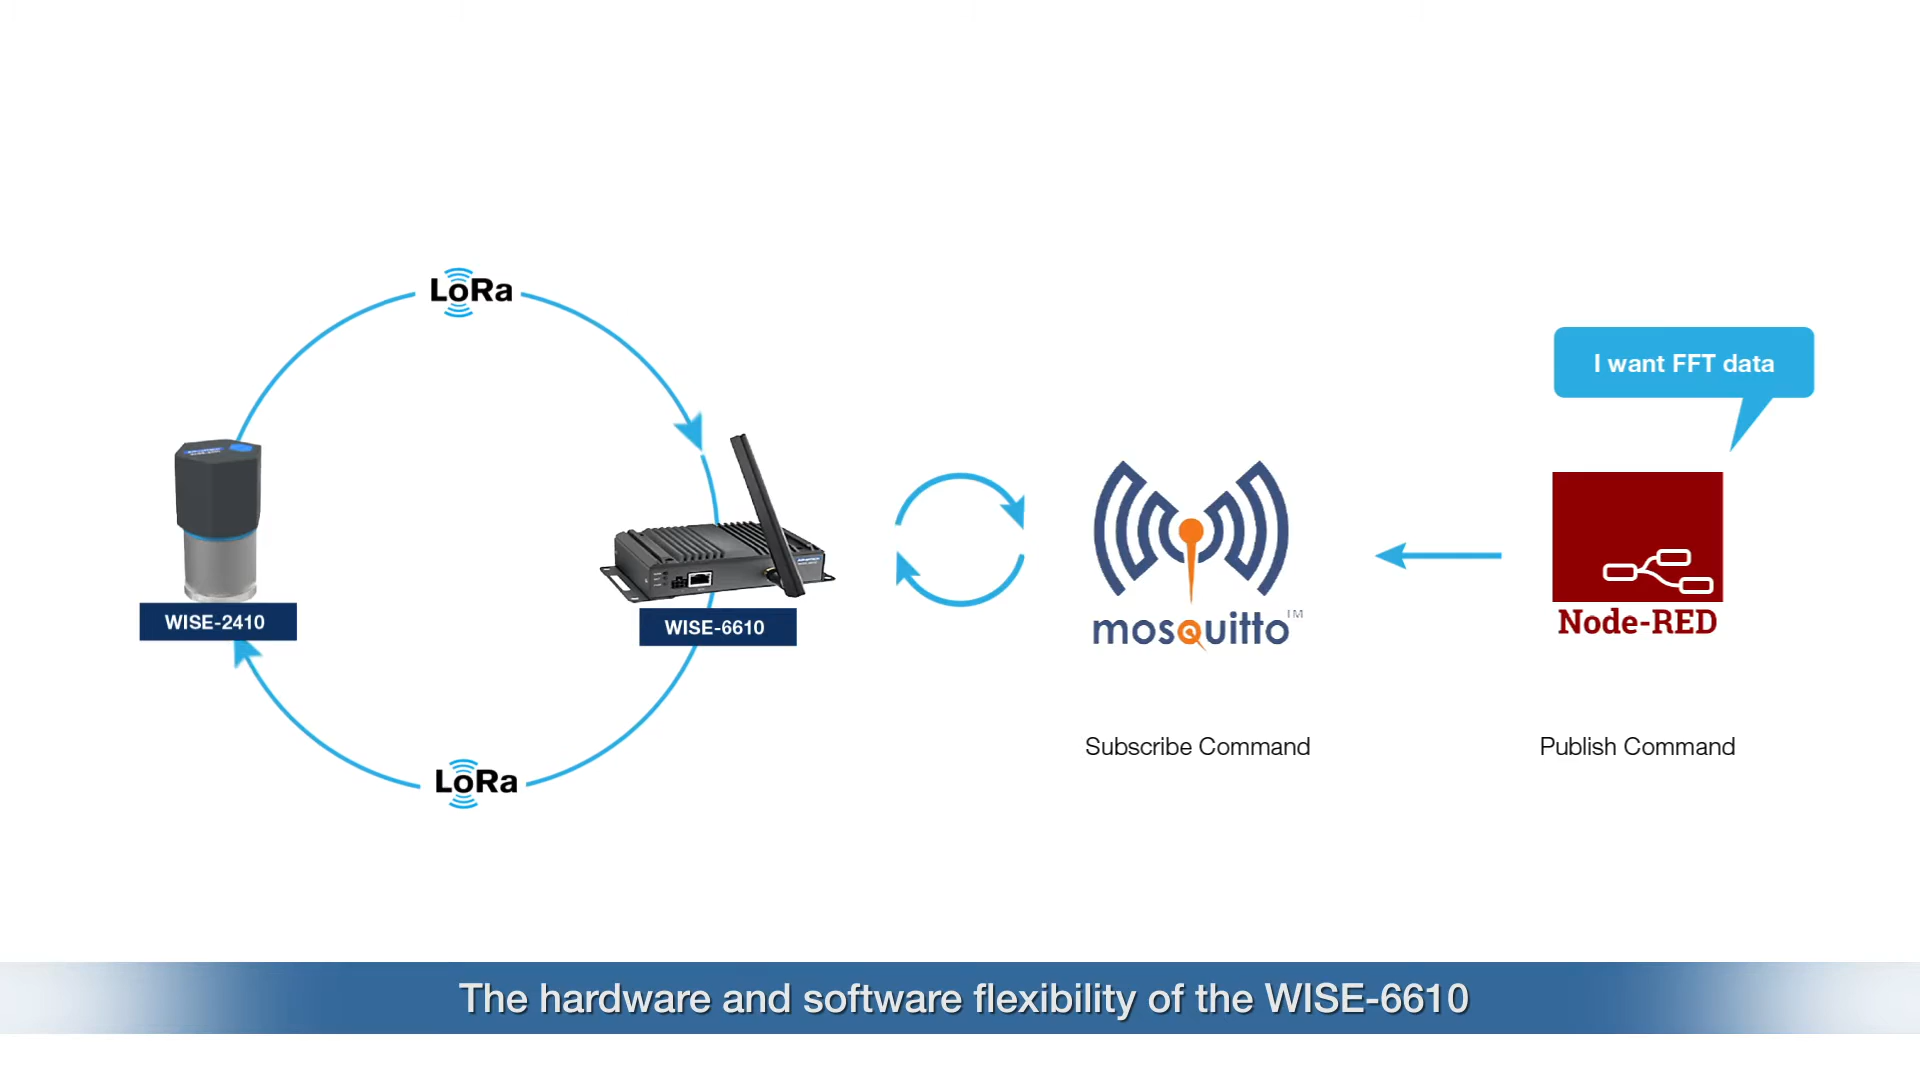 LoRa
I want FFT data
WISE-2410
WISE-6610
mosquitto™
Node-RED
Subscribe Command
Publish Command
LoRa
The hardware and software flexibility of the WISE-6610